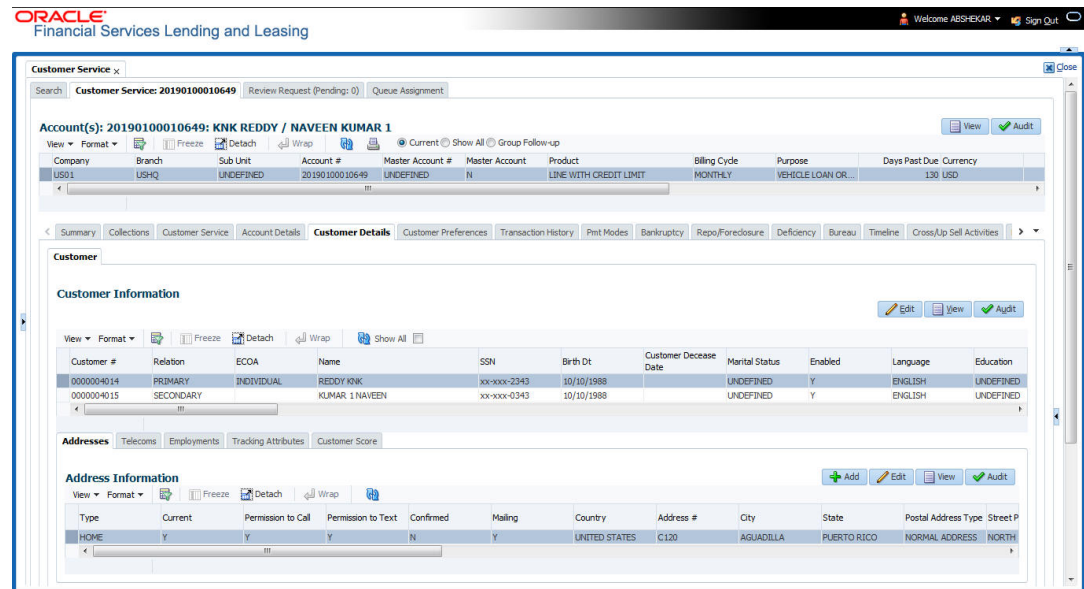 ORACLE
Welcome ABSHEKAR Sign Out
Financial Services Lending and Leasing
Customer Service x Close
Search Customer Service: 20190100010649 Review Request (Pending: 0) Queue Assignment
Account(s): 20190100010649: KNK REDDY / NAVEEN KUMAR 1 View Audit
View Format Freeze Detach Wrap Current Show All Group Follow-up
Company Branch Sub Unit Account # Master Account # Master Account Product Billing Cycle Purpose Days Past Due Currency
US01 USHQ UNDEFINED 20190100010649 UNDEFINED N LINE WITH CREDIT LIMIT MONTHLY VEHICLE LOAN OR... 130 USD
Summary Collections Customer Service Account Details Customer Details Customer Preferences Transaction History Pmt Modes Bankruptcy Repo/Foreclosure Deficiency Bureau Timeline Cross/Up Sell Activities
Customer
Customer Information
Edit View Audit
View Format Freeze Detach Wrap Show All
Customer # Relation ECOA Name SSN Birth Dt Customer Decease Date Marital Status Enabled Language Education
0000004014 PRIMARY INDIVIDUAL REDDY KNK xx-xxx-2343 10/10/1988 UNDEFINED Y ENGLISH UNDEFINED
0000004015 SECONDARY KUMAR 1 NAVEEN xx-xxx-0343 10/10/1988 UNDEFINED Y ENGLISH UNDEFINED
Addresses Telecoms Employments Tracking Attributes Customer Score
Address Information Add Edit View Audit
View Format Freeze Detach Wrap
Type Current Permission to Call Permission to Text Confirmed Mailing Country Address # City State Postal Address Type Street P
HOME Y Y Y N Y UNITED STATES C120 AGUADILLA PUERTO RICO NORMAL ADDRESS NORTH